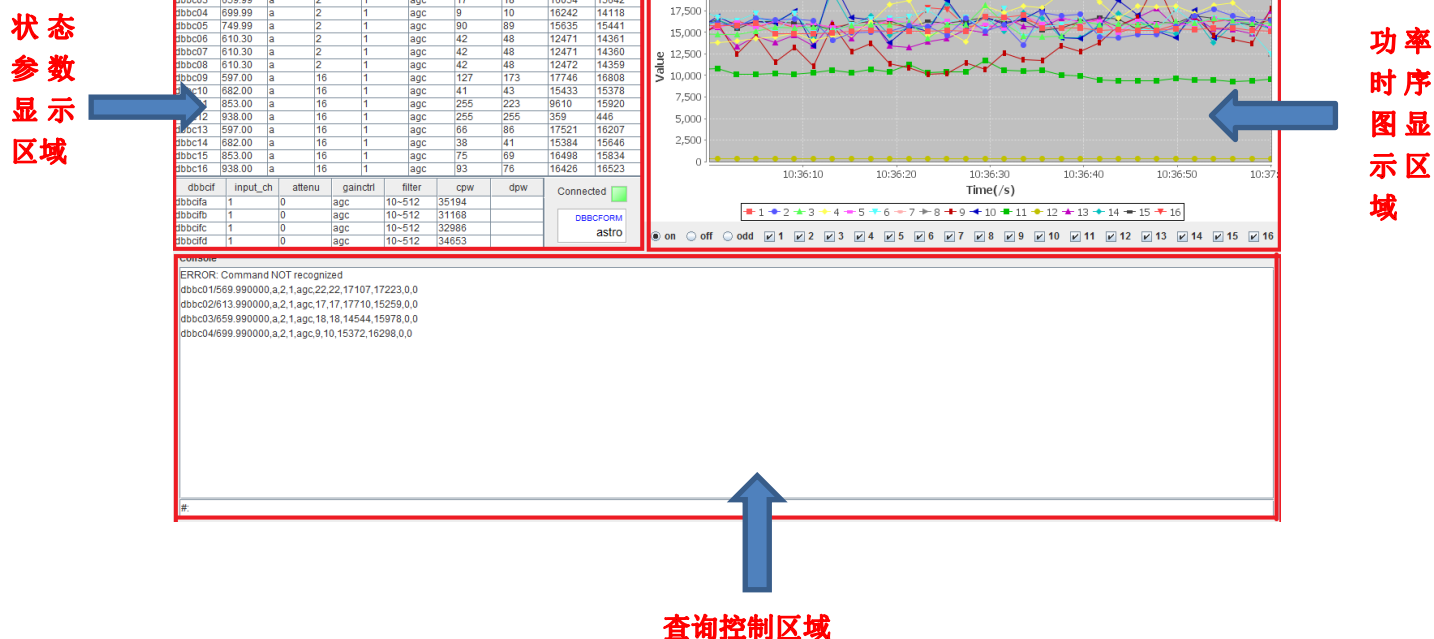 状态
参数
显示
区域
dbbc04 699.99 a 2 1 agc 9 10 16242 14118
dbbc05 749.99 a 2 1 agc 90 89 15635 15441
dbbc06 610.30 a 2 1 agc 42 48 12471 14361
dbbc07 610.30 a 2 1 agc 42 48 12471 14360
dbbc08 610.30 a 2 1 agc 42 48 12472 14359
dbbc09 597.00 a 16 1 agc 127 173 17746 16808
dbbc10 682.00 a 16 1 agc 41 43 15433 15378
853.00 a 16 1 agc 255 223 9610 15920
938.00 a 16 1 agc 255 255 359 446
dbbc13 597.00 a 16 1 agc 66 86 17521 16207
dbbc14 682.00 a 16 1 agc 38 41 15384 15646
dbbc15 853.00 a 16 1 agc 75 69 16498 15834
dbbc16 938.00 a 16 1 agc 93 76 16426 16523
dbbcif input_ch attenu gainctrl filter cpw dpw
dbbcifa 1 0 agc 10~512 35194
dbbcifb 1 0 agc 10~512 31168
dbbcifc 1 0 agc 10~512 32986
dbbcifd 1 0 agc 10~512 34653
Connected
DBBCFORM
astro
Value
17,500
15,000
12,500
10,000
7,500
5,000
2,500
0
10:36:10 10:36:20 10:36:30 10:36:40 10:36:50 10:37:
Time(/s)
1 2 3 4 5 6 7 8 9 10 11 12 13 14 15 16
on off odd 1 2 3 4 5 6 7 8 9 10 11 12 13 14 15 16
功率
时序
图显
示区
域
Console
ERROR: Command NOT recognized
dbbc01/569.990000,a,2,1,agc,22,22,17107,17223,0,0
dbbc02/613.990000,a,2,1,agc,17,17,17710,15259,0,0
dbbc03/659.990000,a,2,1,agc,18,18,14544,15978,0,0
dbbc04/699.990000,a,2,1,agc,9,10,15372,16298,0,0
#:
查询控制区域